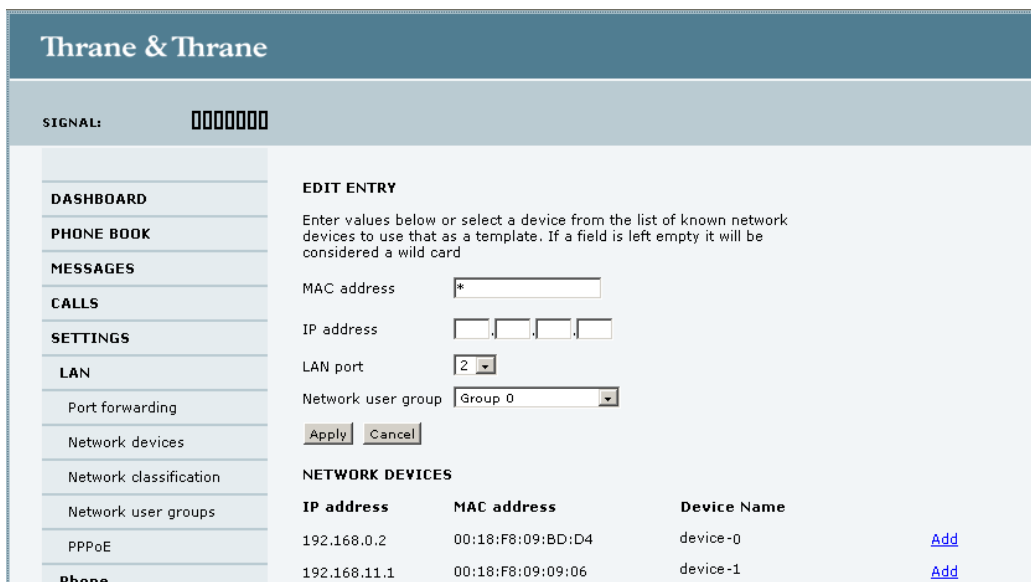 Thrane & Thrane
SIGNAL:
DASHBOARD
PHONE BOOK
MESSAGES
CALLS
SETTINGS
LAN
Port forwarding
Network devices
Network classification
Network user groups
PPPoE
Phone
EDIT ENTRY
Enter values below or select a device from the list of known network
devices to use that as a template. If a field is left empty it will be
considered a wild card
MAC address *
IP address . . .
LAN port 2
Network user group Group 0
Apply Cancel
NETWORK DEVICES
IP address MAC address Device Name
192.168.0.2 00:18:F8:09:BD:D4 device-0 Add
192.168.11.1 00:18:F8:09:09:06 device-1 Add